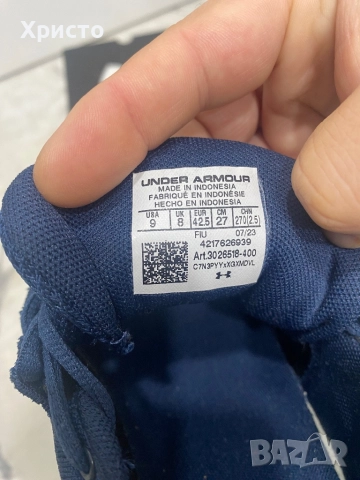 Христо
UNDER ARMOUR
MADE IN INDONESIA
FABRIQUÉ EN INDONÉSIE
HECHO EN INDONESIA
USA UK EUR CM CHN
9 8 42.5 27 270(2.5)
FIU 07/23
4217626939
Art.3026518-400
C7N3PYYxXGXMDVL
BAZAR